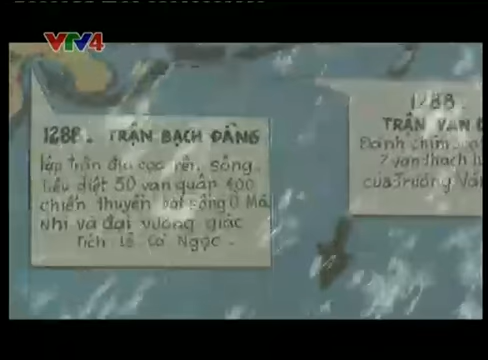 VTV4
1288. TRẬN BẠCH ĐẰNG
lập trận địa cọc trên sông.
Tiêu diệt 50 vạn quân, 400
chiến thuyền bắt sống Ô Mã
Nhi và đại vương giặc
Tích Lệ Cơ Ngọc.
1288.
TRẬN VÂN
Đánh chìm
7 vạn thạch
của Trương Vă